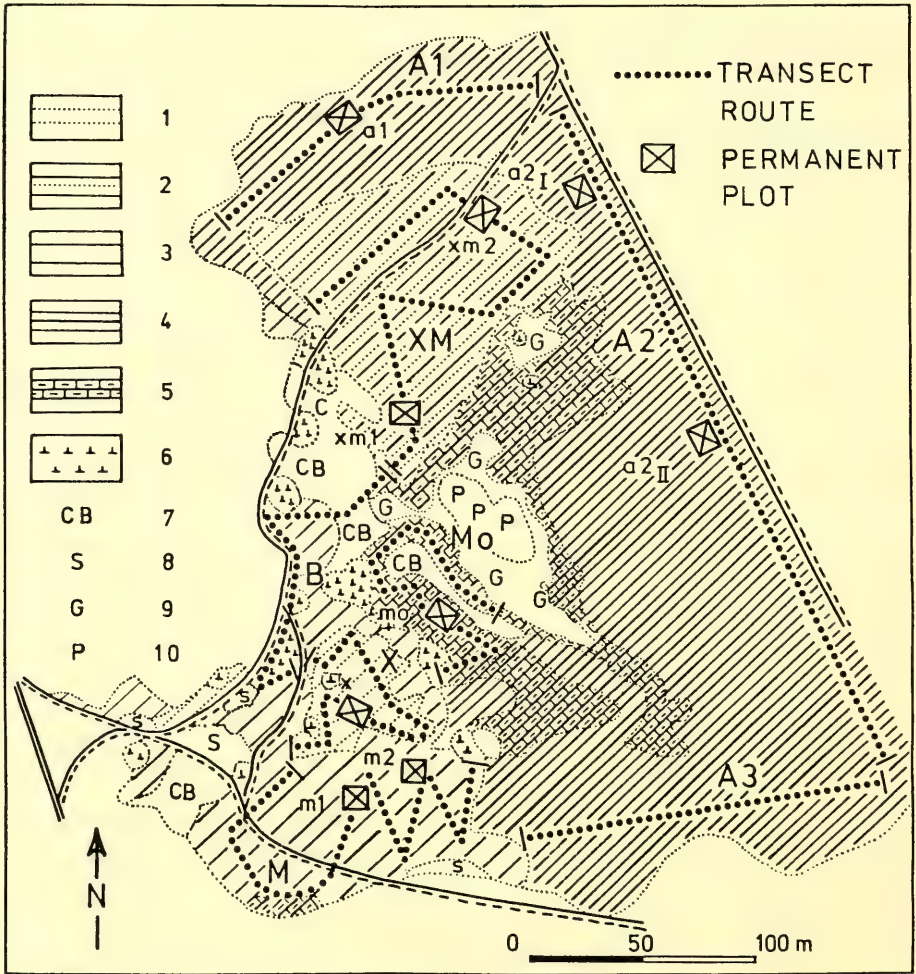 A1
TRANSECT
ROUTE
PERMANENT
PLOT
1
2
3
4
5
6
CB 7
S 8
G 9
P 10
a1
a2 I
xm2
XM
A2
G
C
xm1
CB
G
a2 II
P
P
P
G
CB
Mo
CB
G
B
G
mo
X
x
s
s
S
m2
CB
m1
A3
M
s
N
0 50 100 m